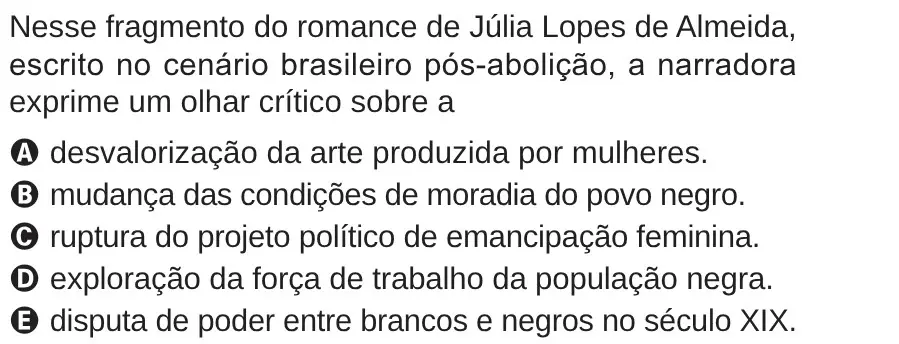 Nesse fragmento do romance de Júlia Lopes de Almeida,
escrito no cenário brasileiro pós-abolição, a narradora
exprime um olhar crítico sobre a
A desvalorização da arte produzida por mulheres.
B mudança das condições de moradia do povo negro.
C ruptura do projeto político de emancipação feminina.
D exploração da força de trabalho da população negra.
E disputa de poder entre brancos e negros no século XIX.